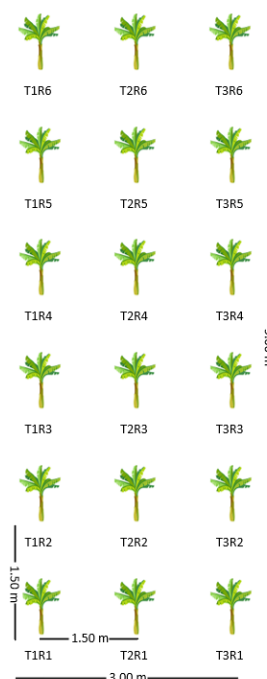 T1R6 T2R6 T3R6
T1R5 T2R5 T3R5
T1R4 T2R4 T3R4
T1R3 T2R3 T3R3
T1R2 T2R2 T3R2
1.50 m
1.50 m
T1R1 T2R1 T3R1
3.00 m